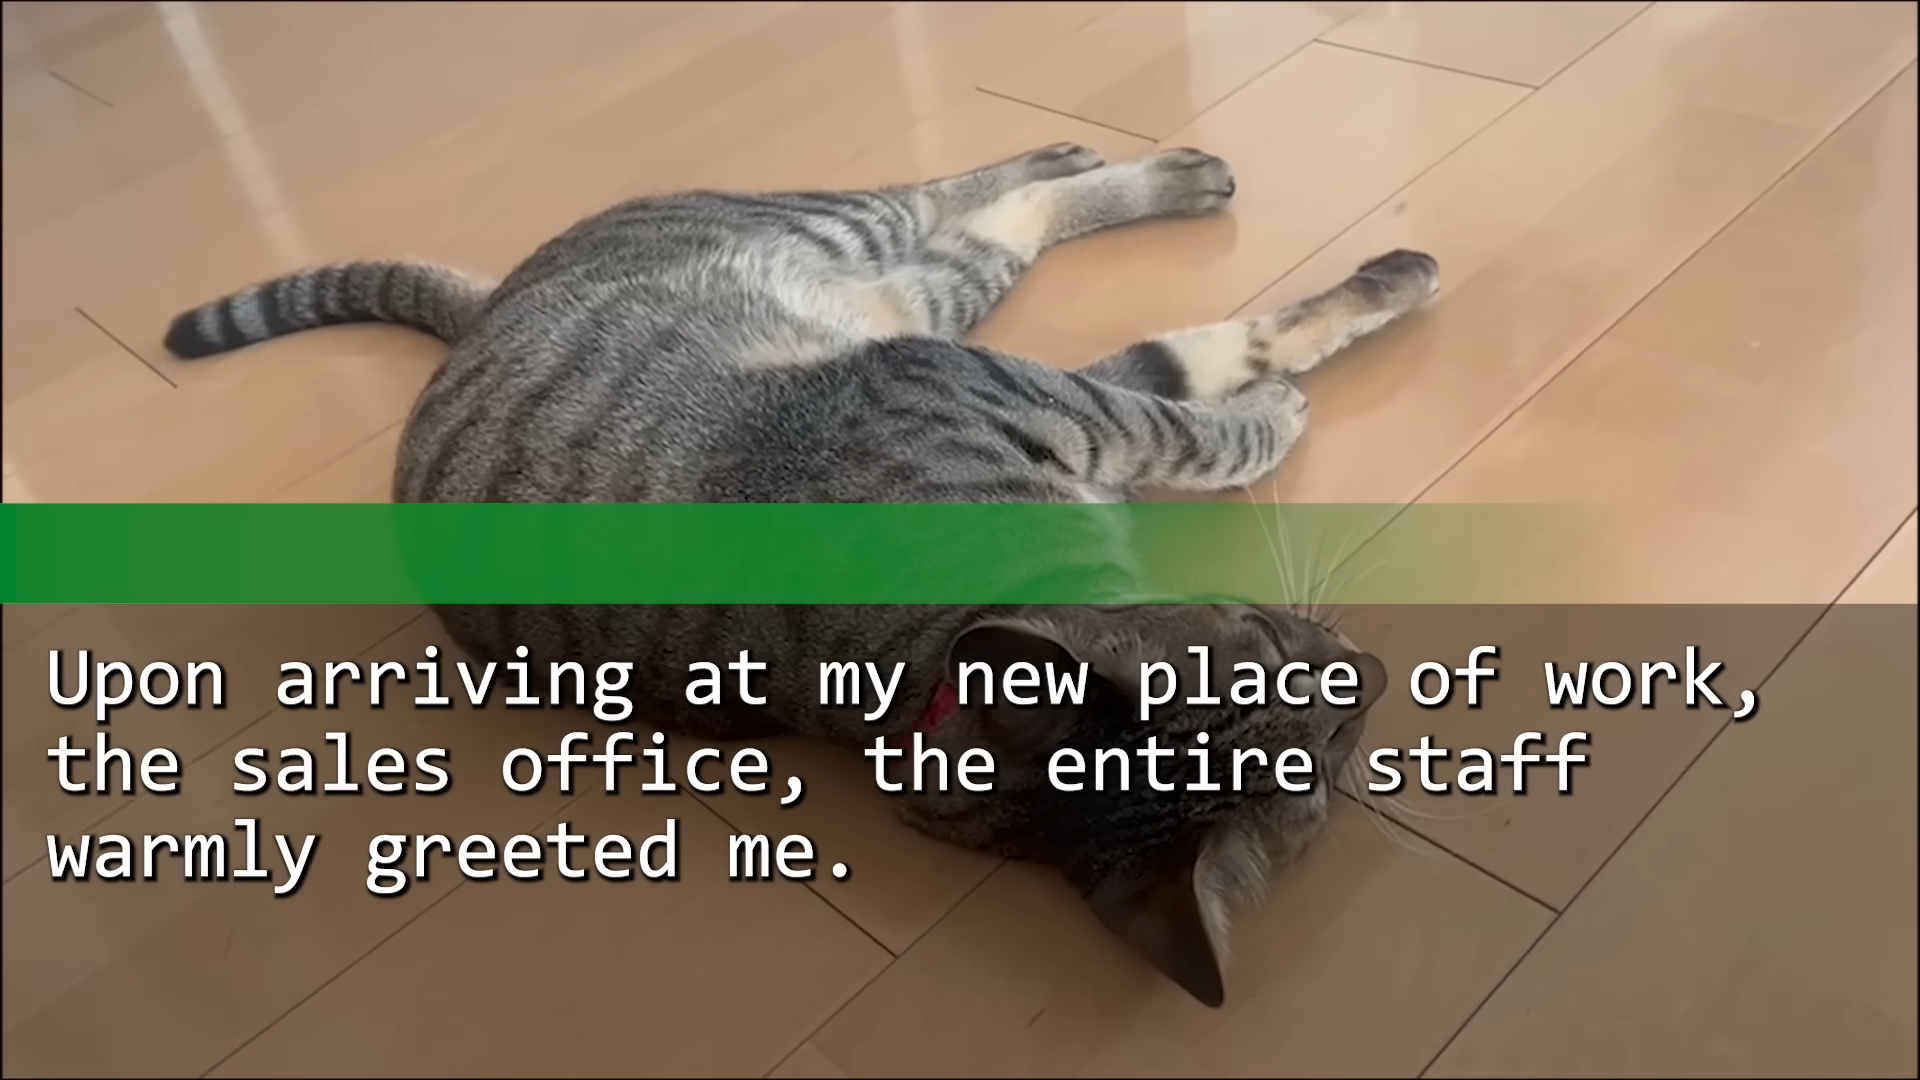 Upon arriving at my new place of work,
the sales office, the entire staff
warmly greeted me.